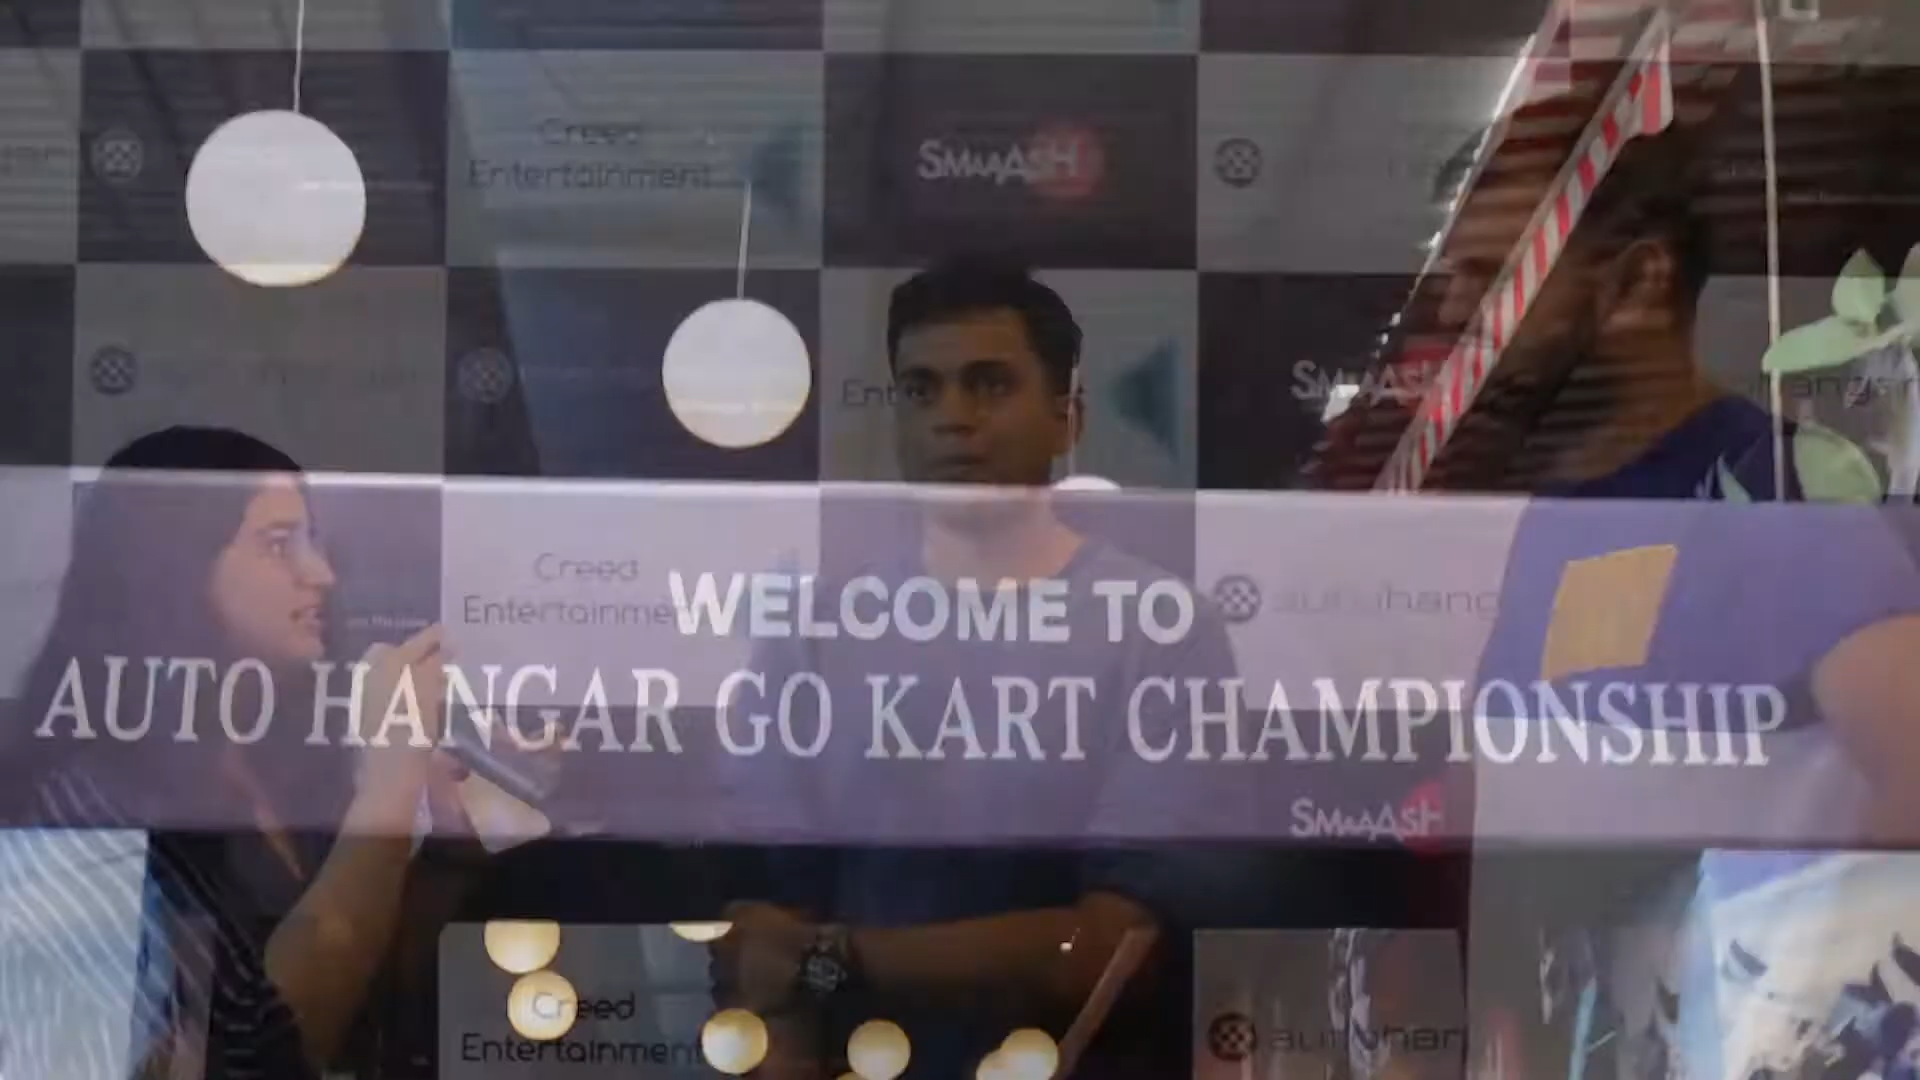 Creed
Entertainment
SMAAASH
SMAAASH
Creed
Entertainment
WELCOME TO
AUTO HANGAR GO KART CHAMPIONSHIP
SMAAASH
Creed
Entertainment